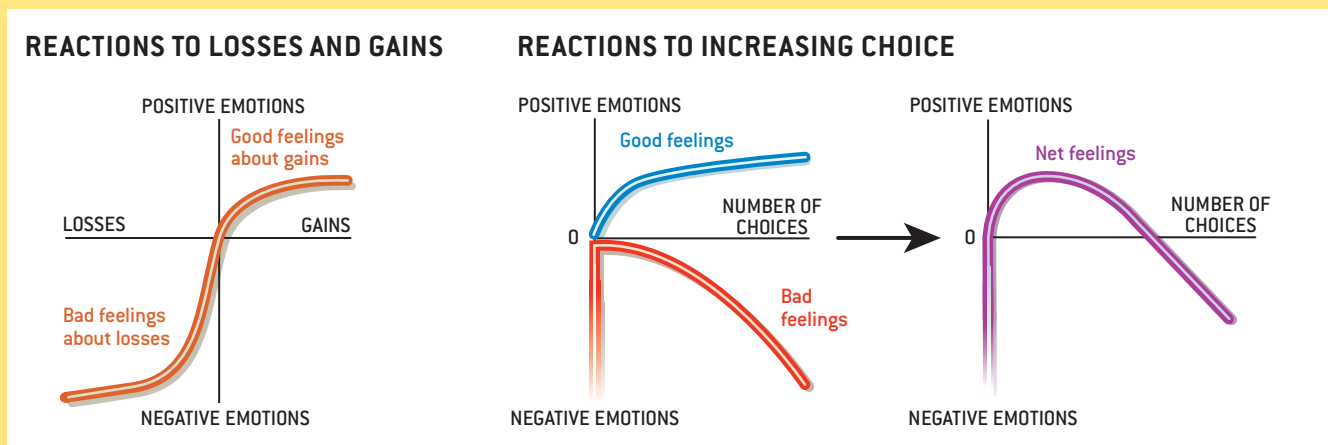 REACTIONS TO LOSSES AND GAINS
POSITIVE EMOTIONS
Good feelings
about gains
LOSSES
GAINS
Bad feelings
about losses
NEGATIVE EMOTIONS
REACTIONS TO INCREASING CHOICE
POSITIVE EMOTIONS
Good feelings
NUMBER OF
CHOICES
0
Bad
feelings
NEGATIVE EMOTIONS
POSITIVE EMOTIONS
Net feelings
NUMBER OF
CHOICES
0
NEGATIVE EMOTIONS